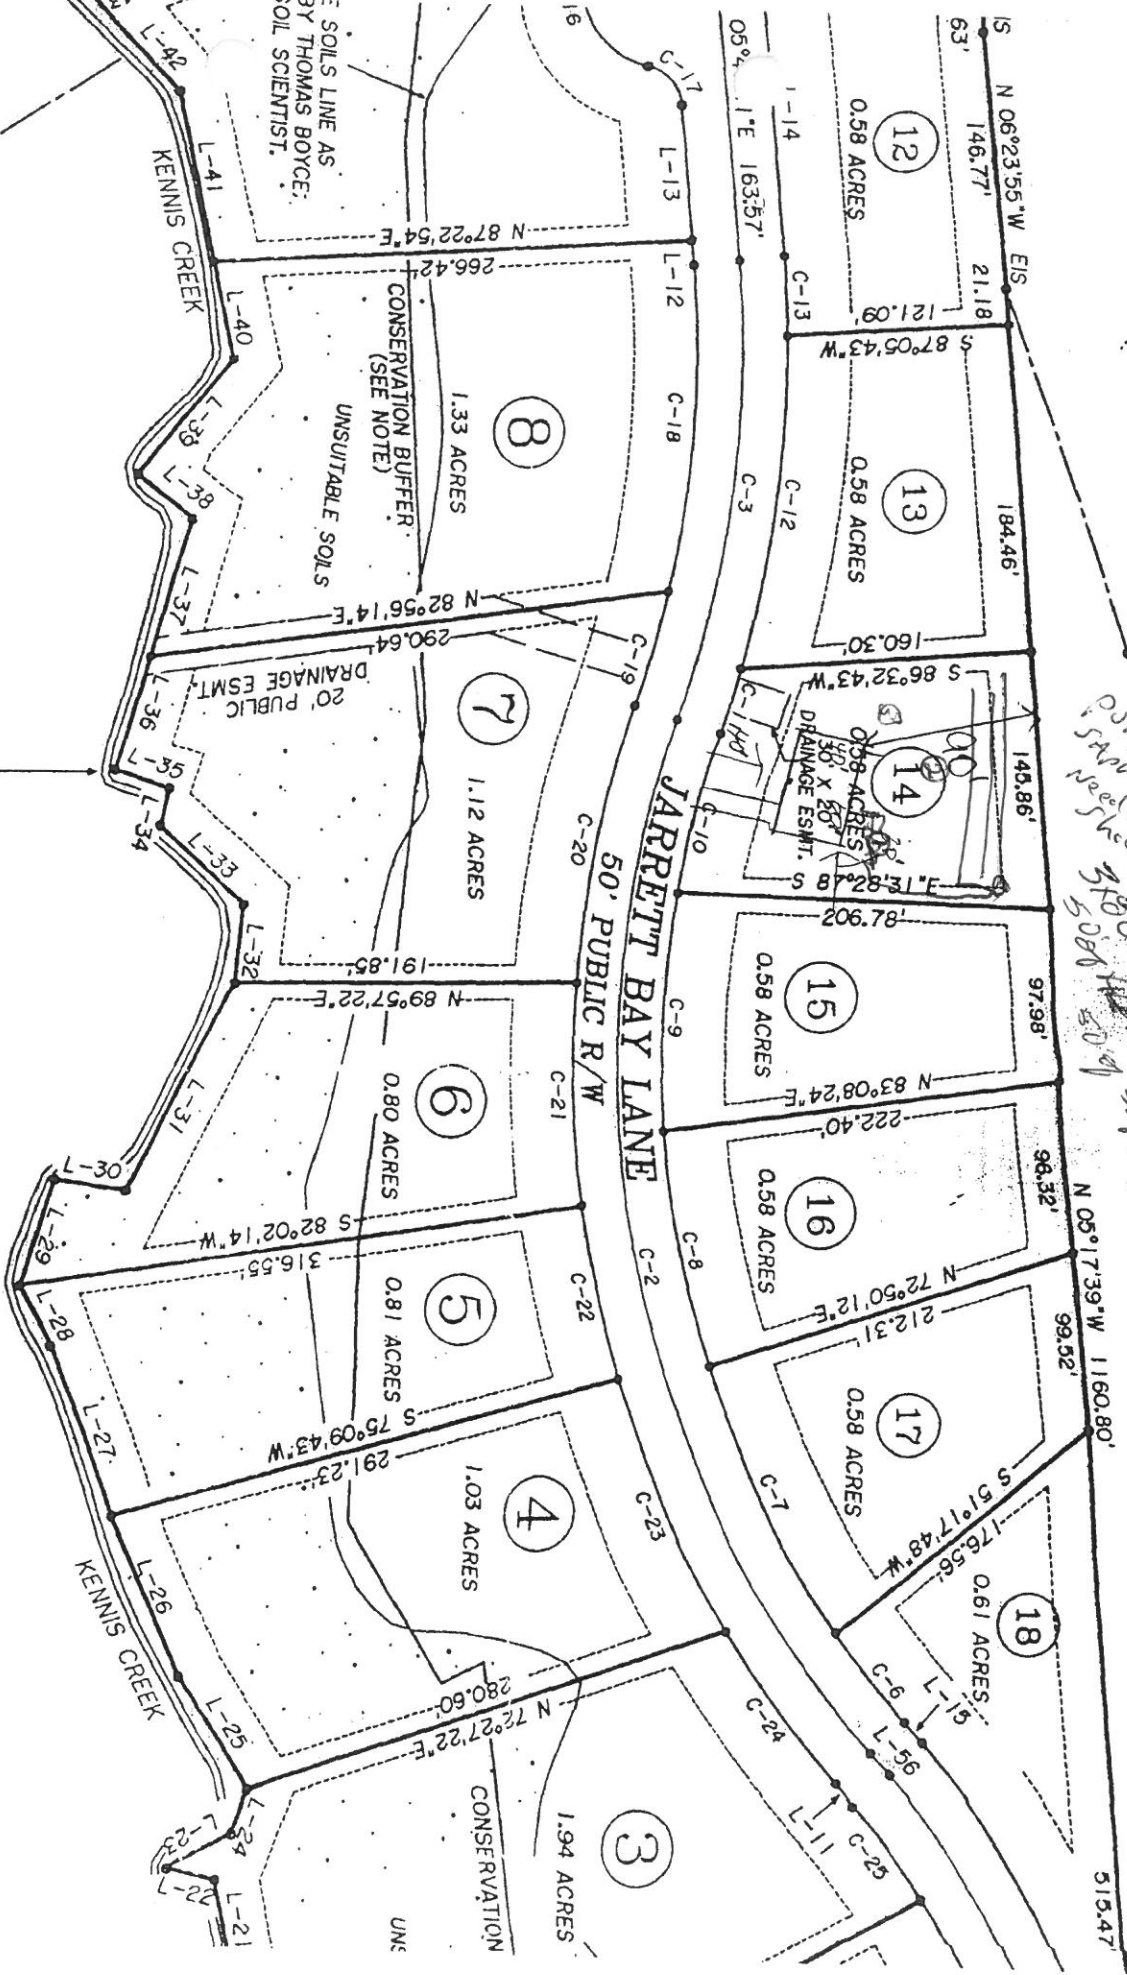 IS
63'
N 06°23'55"W EIS
146.77'
21.18'
184.46'
145.86'
97.98'
96.32'
N 05°17'39"W 1160.80'
99.52'
515.47'
12
0.58 ACRES
121.09'
S 87°05'43"W
13
0.58 ACRES
160.30'
S 86°32'43"W
14
0.58 ACRES
30' X 20'
DRAINAGE ESMT.
S 87°28'31"E
206.78'
15
0.58 ACRES
N 83°08'24"E
222.40'
16
0.58 ACRES
N 72°50'12"E
212.31'
17
0.58 ACRES
S 51°17'48"W
176.56'
18
0.61 ACRES
L-14
C-13
C-12
C-10
C-9
C-8
C-7
C-6
L-15
L-56
1"E 163.57'
C-3
C-2
JARRETT BAY LANE
50' PUBLIC R/W
16
C-17
L-13
L-12
C-18
C-19
C-20
C-21
C-22
C-23
C-24
L-11
C-25
E SOILS LINE AS
BY THOMAS BOYCE;
SOIL SCIENTIST.
N 87°22'54"E
266.42'
8
1.33 ACRES
CONSERVATION BUFFER
(SEE NOTE)
UNSUITABLE SOILS
N 82°56'14"E
290.64'
20' PUBLIC
DRAINAGE ESMT.
7
1.12 ACRES
191.85'
N 89°57'22"E
6
0.80 ACRES
S 82°02'14"W
316.55'
5
0.81 ACRES
S 75°09'43"W
291.23'
4
1.03 ACRES
280.60'
N 72°27'22"E
3
1.94 ACRES
CONSERVATION
UNS
L-42
L-41
KENNIS CREEK
L-40
L-39
L-38
L-37
L-36
L-35
L-34
L-33
L-32
L-31
L-30
L-29
L-28
L-27
L-26
KENNIS CREEK
L-25
L-24
L-23
L-22
L-21